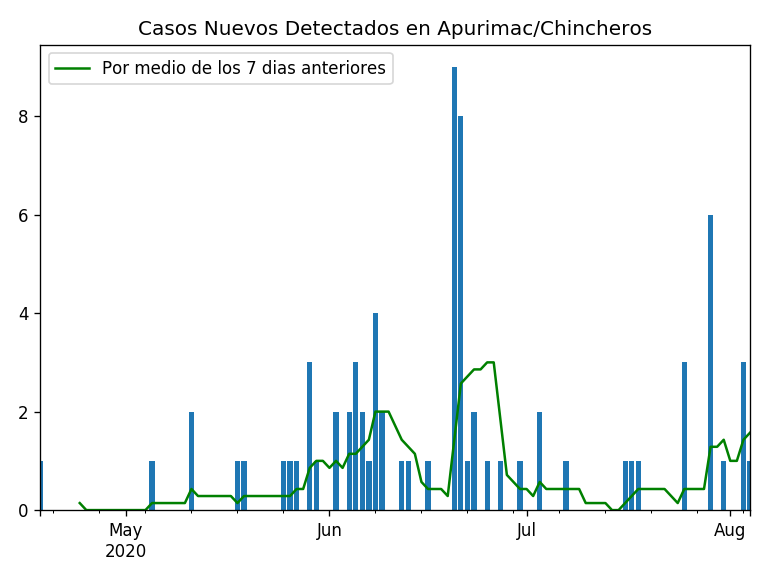 Casos Nuevos Detectados en Apurimac/Chincheros
Por medio de los 7 dias anteriores
8
6
4
2
0
May Jun Jul Aug
2020